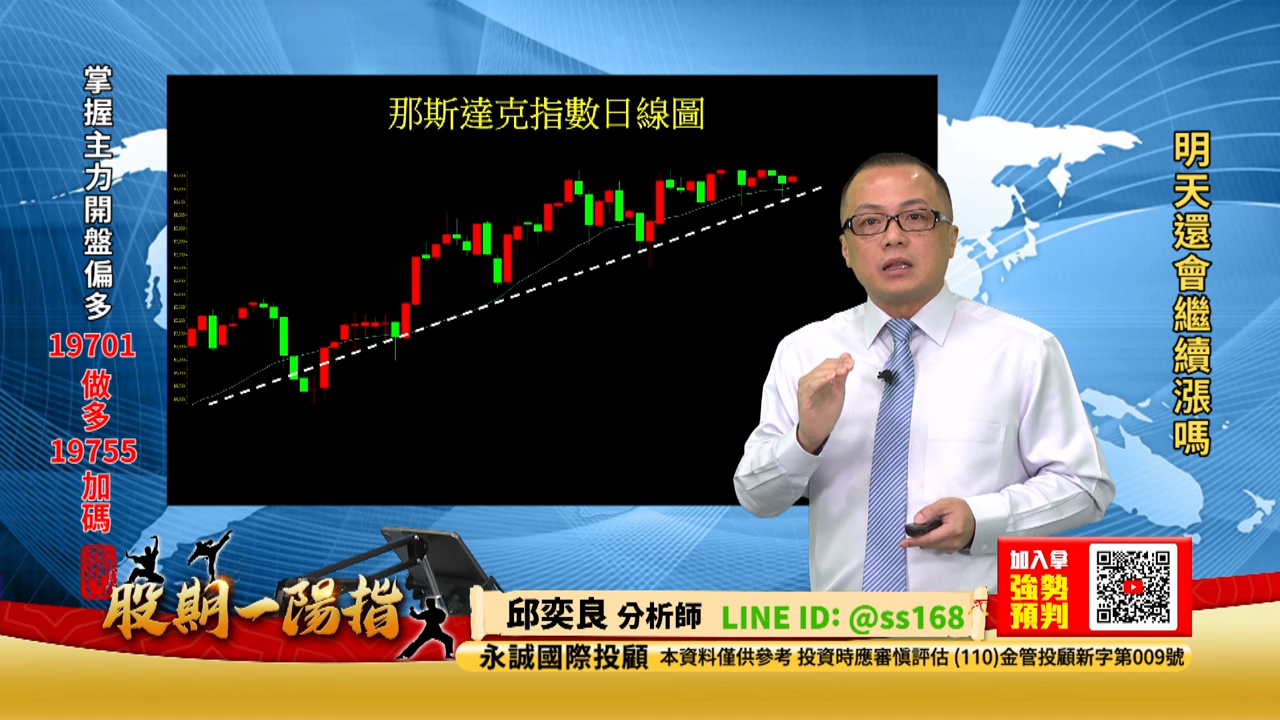 掌握主力開盤偏多
19701
做多
19755
加碼
那斯達克指數日線圖
明天還會繼續漲嗎
股期一陽指
邱奕良 分析師 LINE ID: @ss168
加入拿
強勢
預判
永誠國際投顧 本資料僅供參考 投資時應審慎評估 (110)金管投顧新字第009號